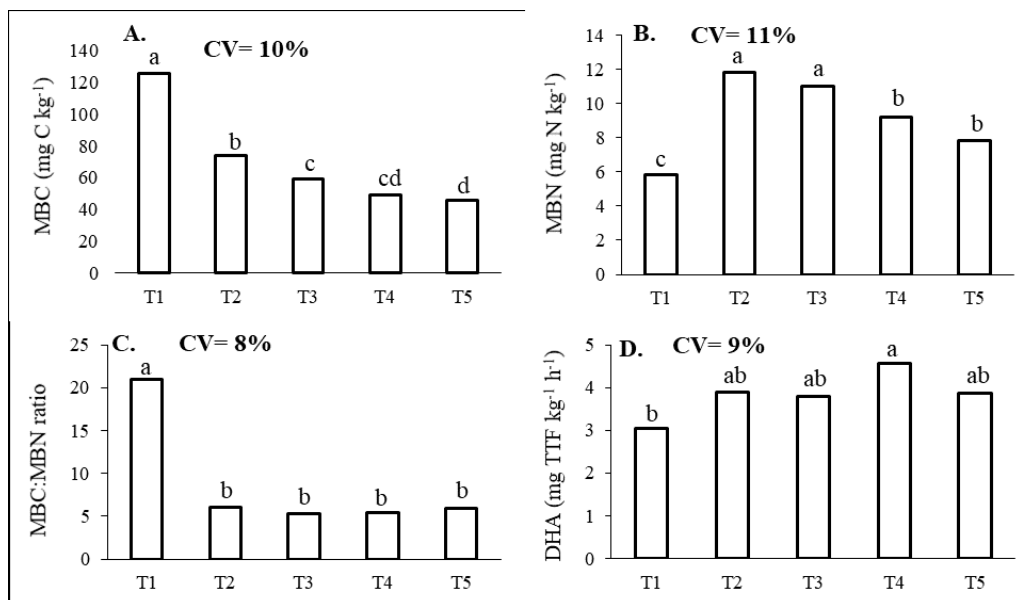 A.
CV= 10%
MBC (mg C kg⁻¹)
140
120
100
80
60
40
20
0
a
b
c
cd
d
T1 T2 T3 T4 T5
B.
CV= 11%
MBN (mg N kg⁻¹)
14
12
10
8
6
4
2
0
c
a
a
b
b
T1 T2 T3 T4 T5
C.
CV= 8%
MBC:MBN ratio
25
20
15
10
5
0
a
b
b
b
b
T1 T2 T3 T4 T5
D.
CV= 9%
DHA (mg TTF kg⁻¹ h⁻¹)
5
4
3
2
1
0
b
ab
ab
a
ab
T1 T2 T3 T4 T5